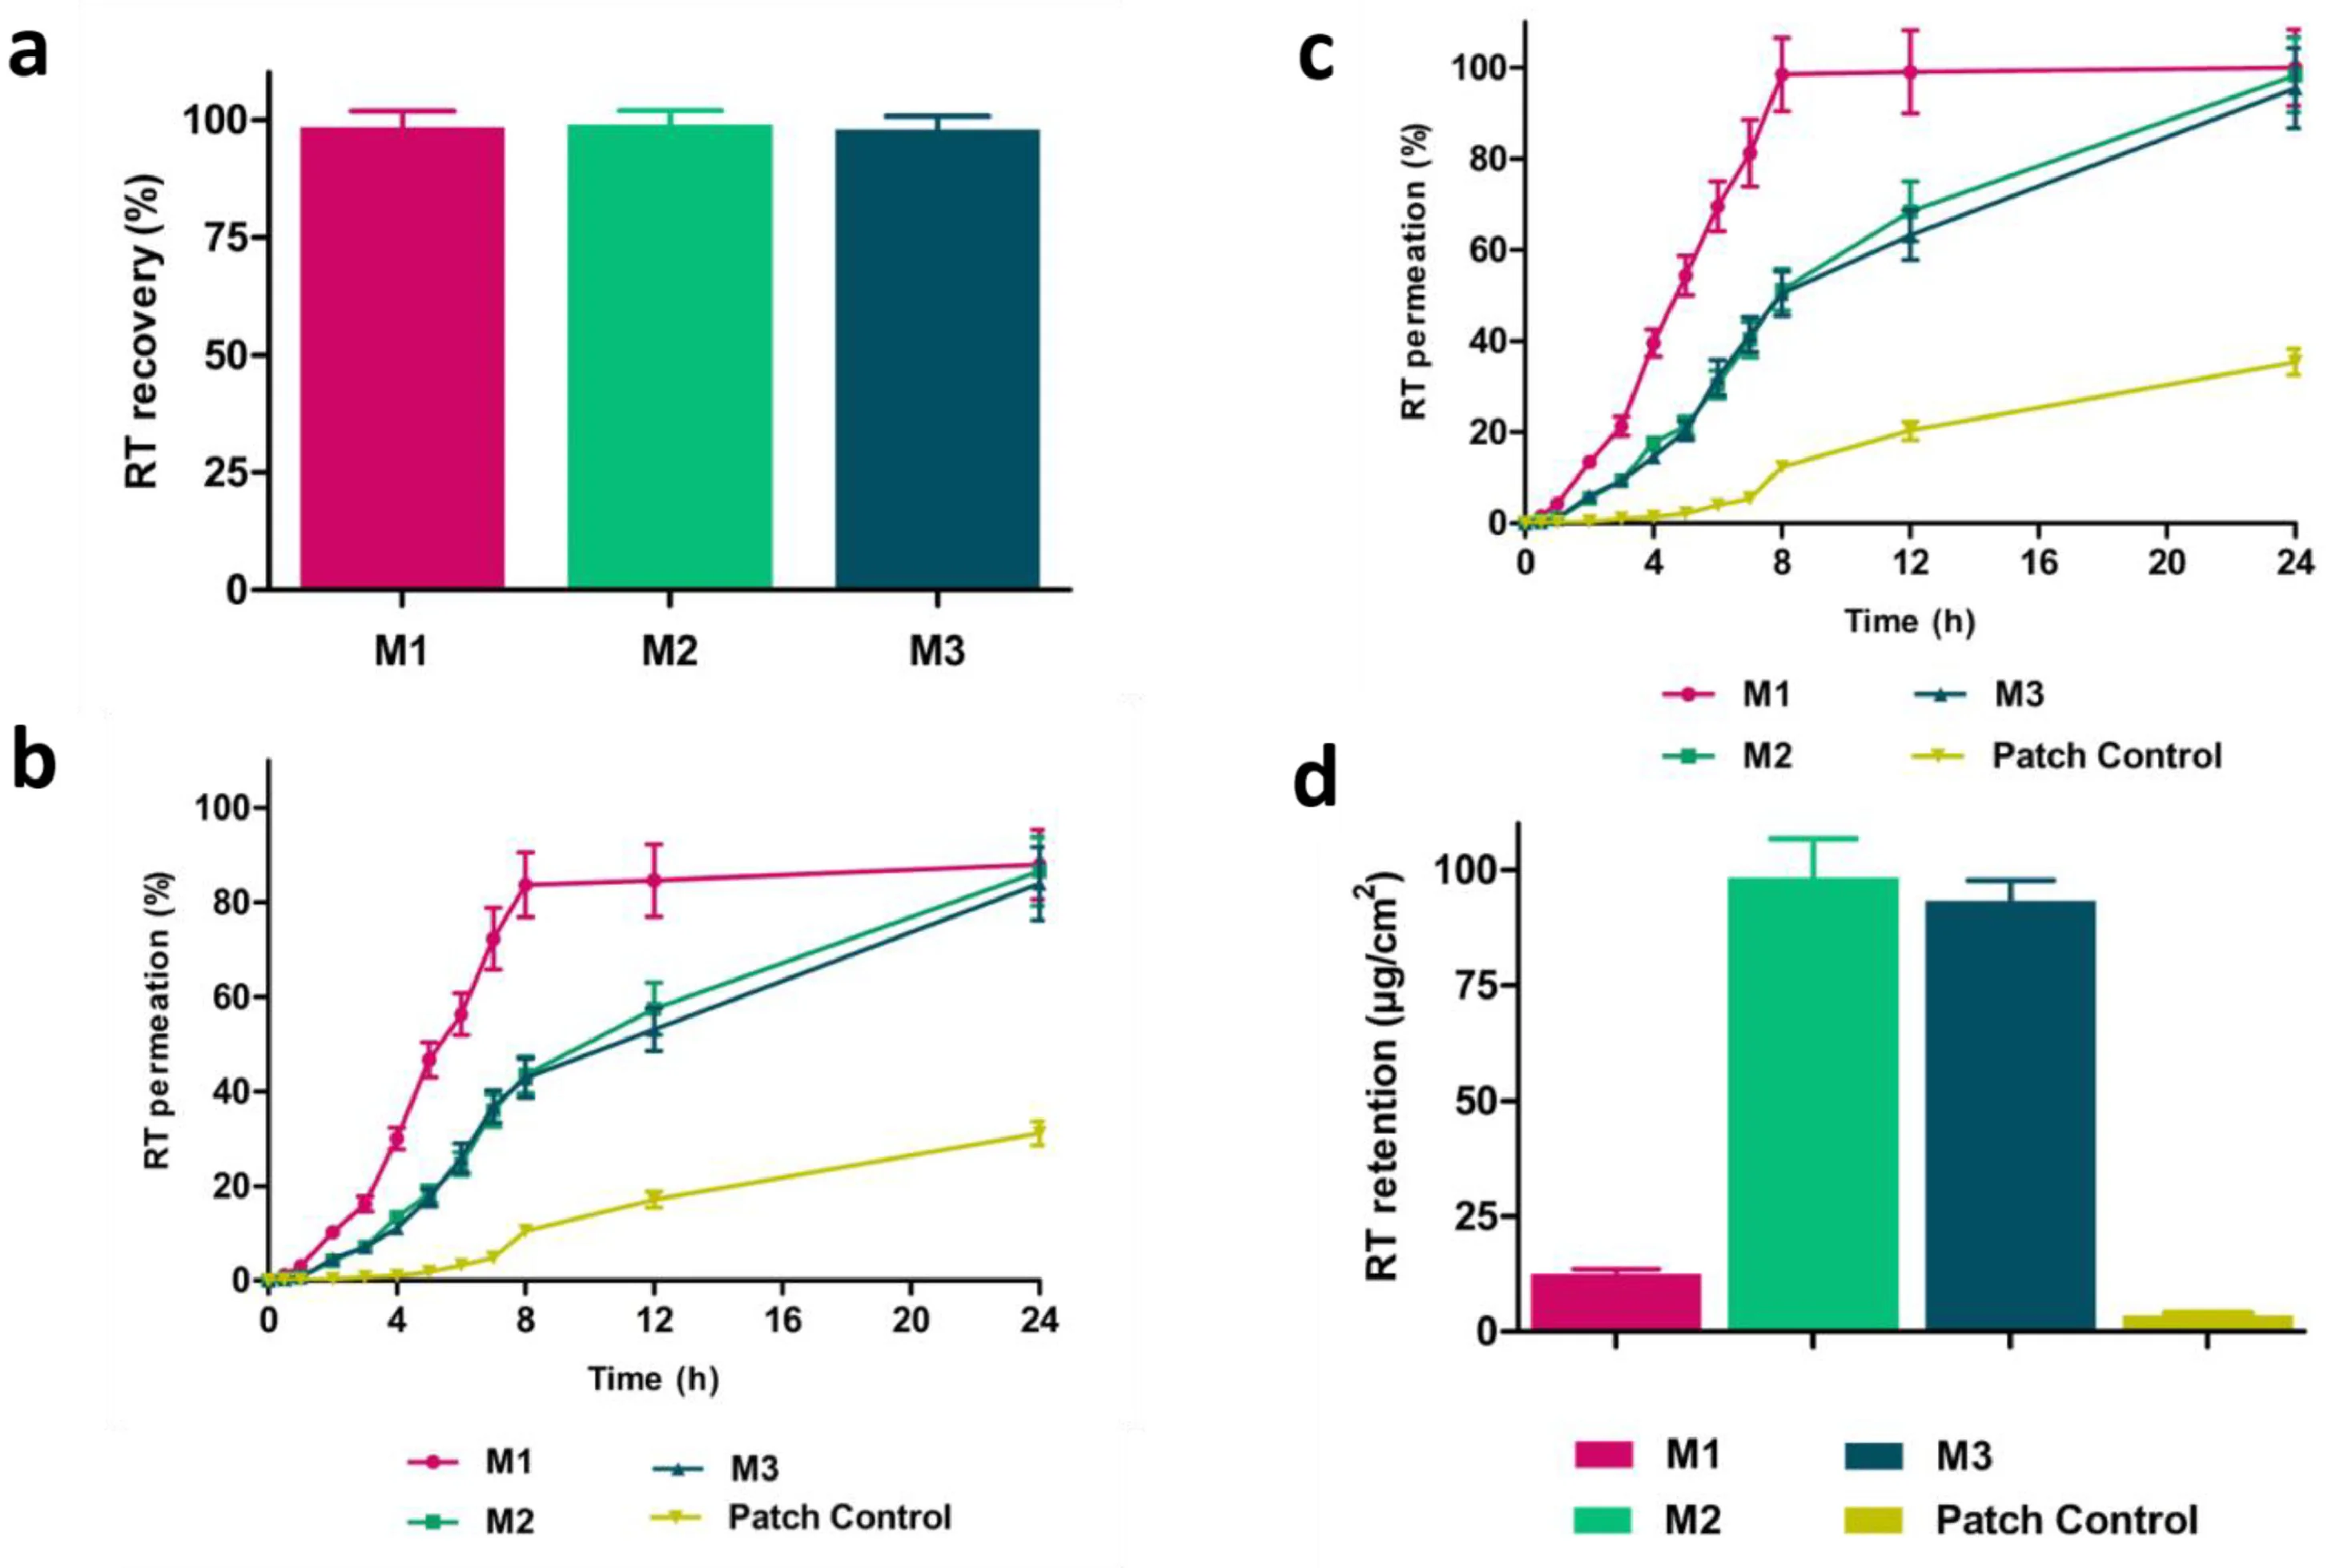 a
RT recovery (%)
100
75
50
25
0
M1 M2 M3
b
RT permeation (%)
100
80
60
40
20
0
0 4 8 12 16 20 24
Time (h)
M1 M3
M2 Patch Control
c
RT permeation (%)
100
80
60
40
20
0
0 4 8 12 16 20 24
Time (h)
M1 M3
M2 Patch Control
d
RT retention (µg/cm²)
100
75
50
25
0
M1 M3
M2 Patch Control